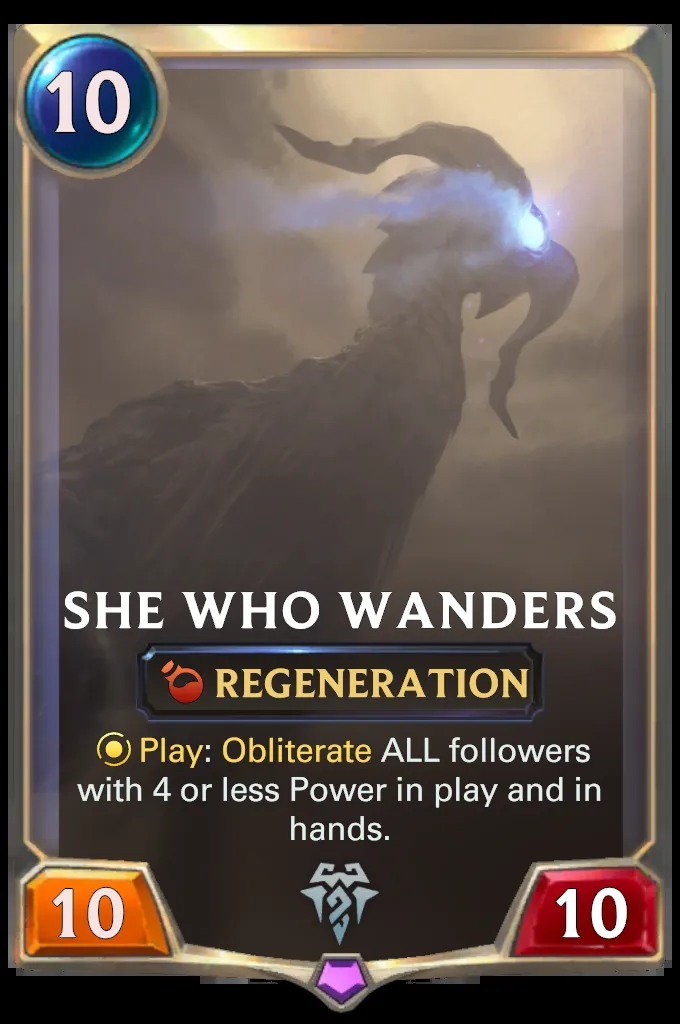 10
SHE WHO WANDERS
REGENERATION
Play: Obliterate ALL followers
with 4 or less Power in play and in
hands.
10
10